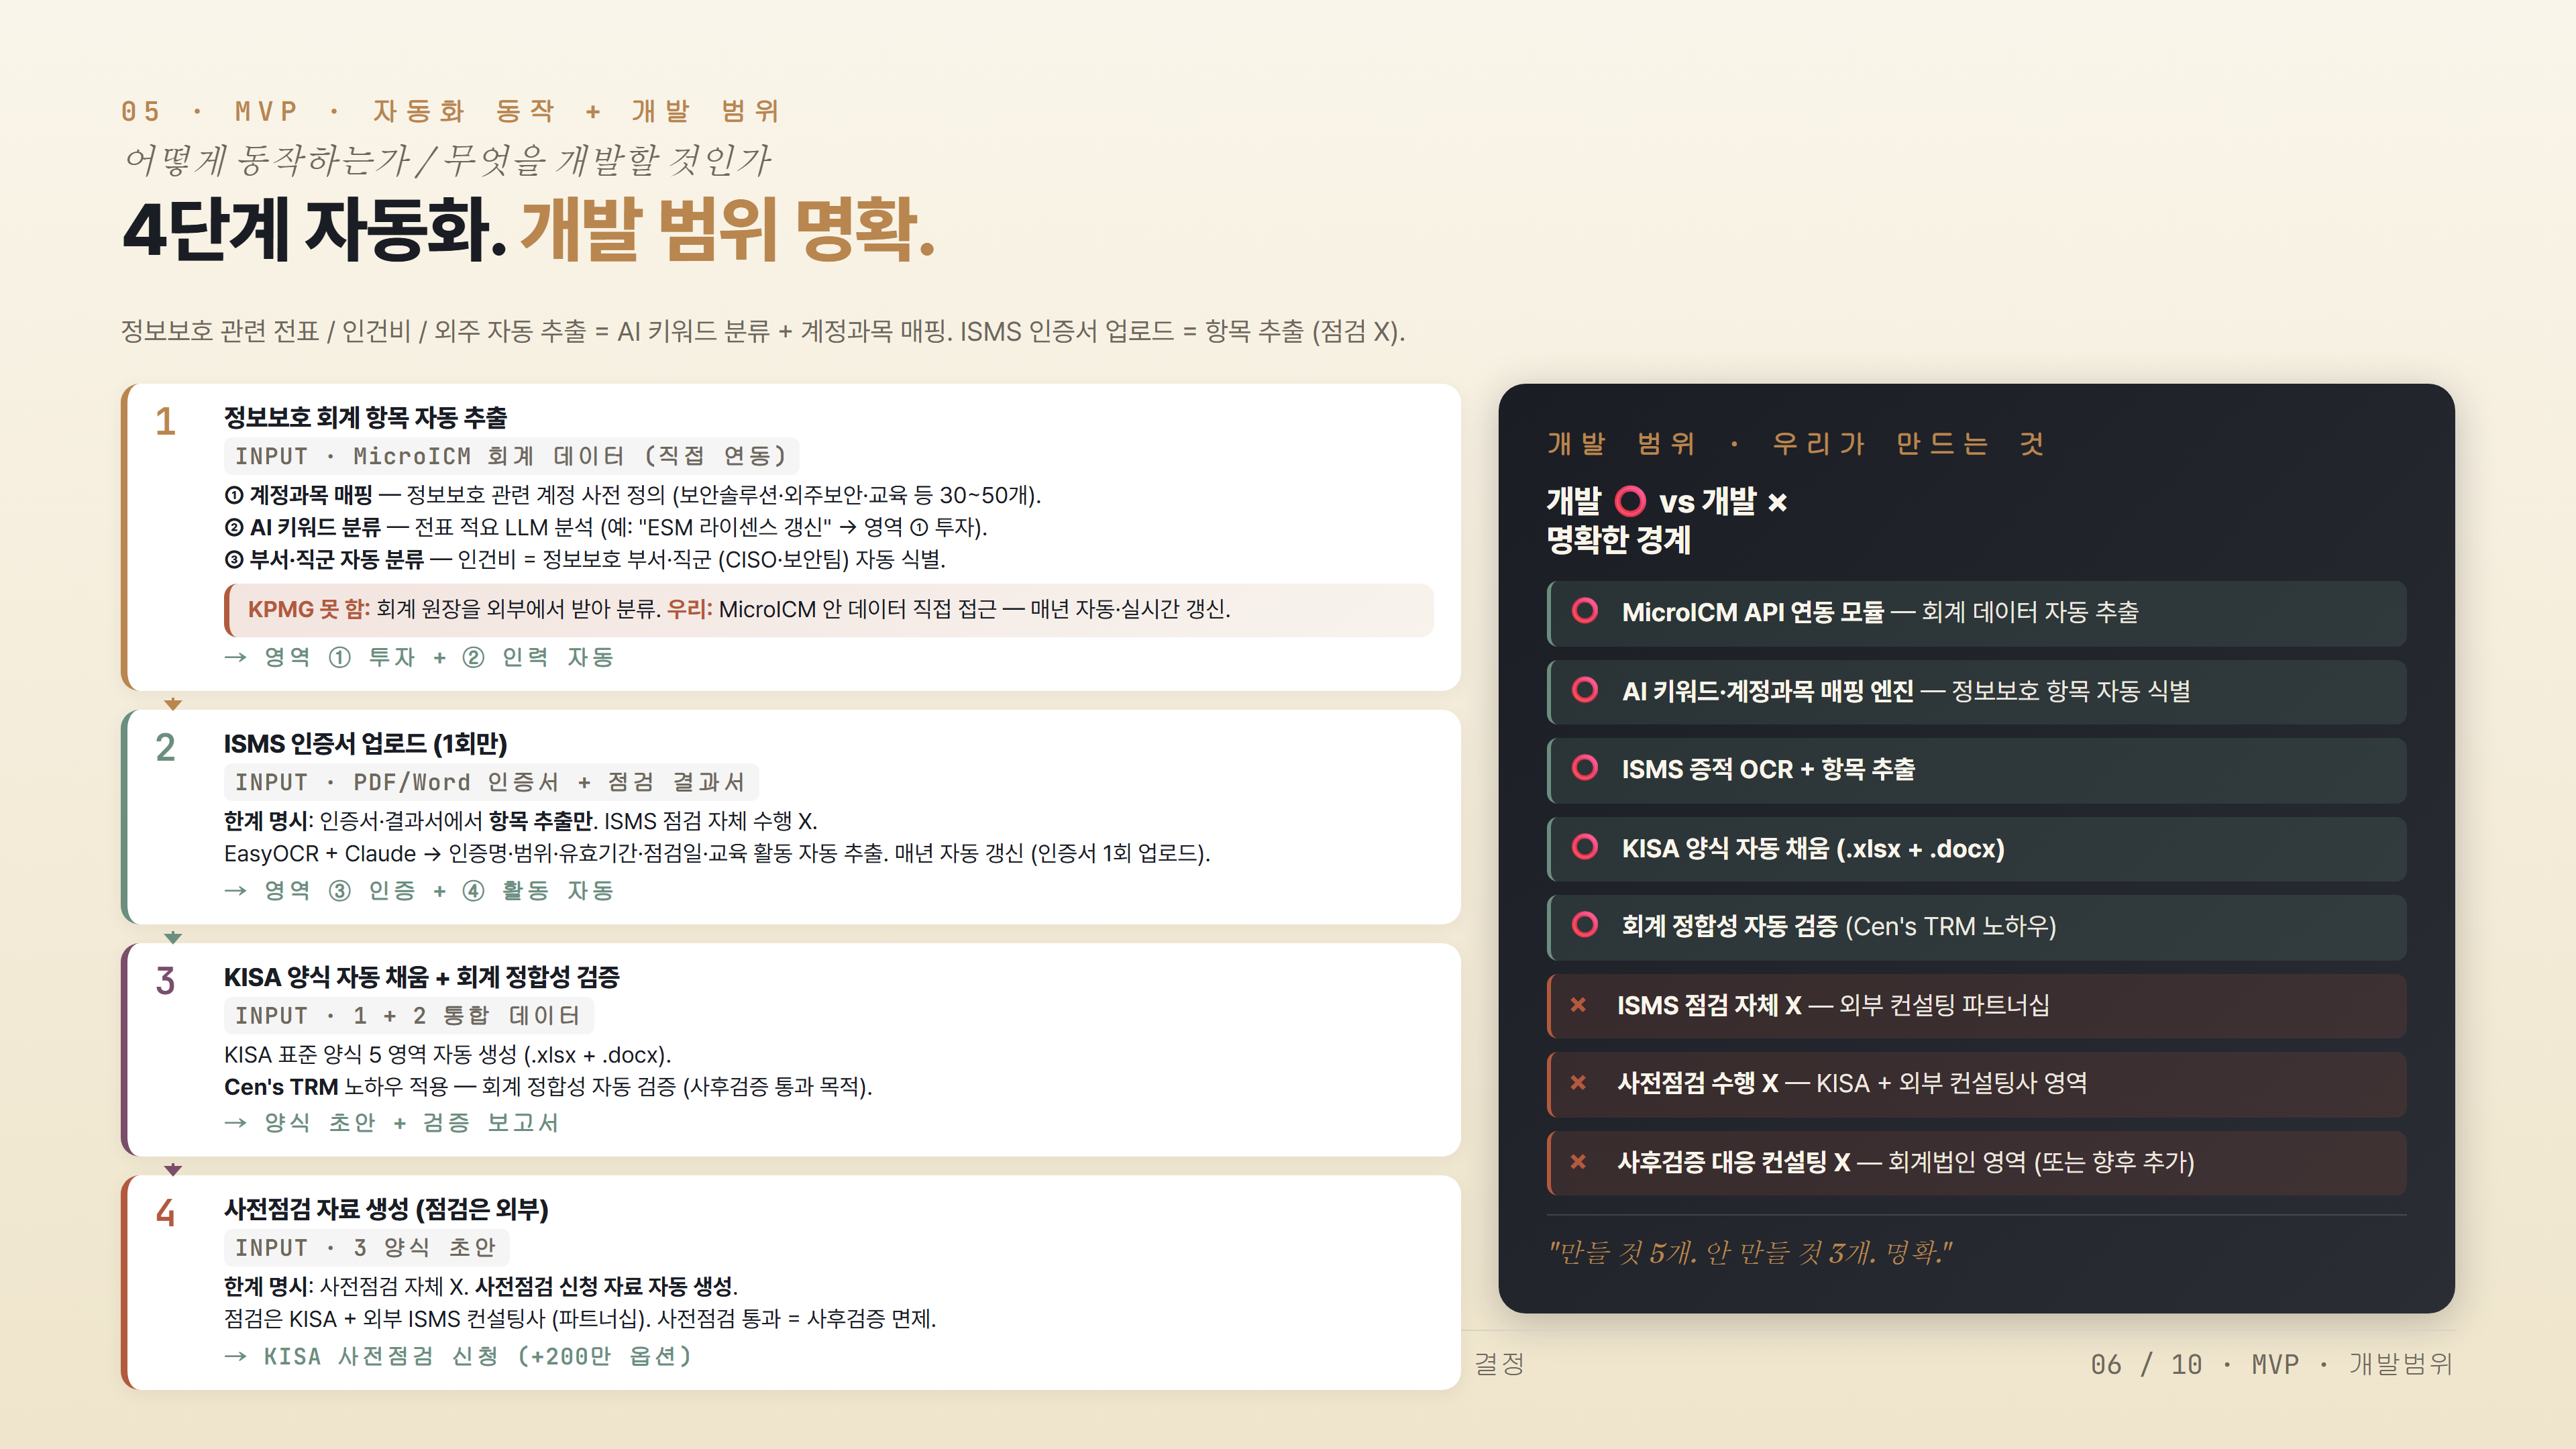 05 · MVP · 자동화 동작 + 개발 범위
어떻게 동작하는가 / 무엇을 개발할 것인가
4단계 자동화. 개발 범위 명확.
정보보호 관련 전표 / 인건비 / 외주 자동 추출 = AI 키워드 분류 + 계정과목 매핑. ISMS 인증서 업로드 = 항목 추출 (점검 X).
1
정보보호 회계 항목 자동 추출
INPUT · MicroICM 회계 데이터 (직접 연동)
① 계정과목 매핑 — 정보보호 관련 계정 사전 정의 (보안솔루션·외주보안·교육 등 30~50개).
② AI 키워드 분류 — 전표 적요 LLM 분석 (예: "ESM 라이센스 갱신" → 영역 ① 투자).
③ 부서·직군 자동 분류 — 인건비 = 정보보호 부서·직군 (CISO·보안팀) 자동 식별.
KPMG 못 함: 회계 원장을 외부에서 받아 분류. 우리: MicroICM 안 데이터 직접 접근 — 매년 자동·실시간 갱신.
→ 영역 ① 투자 + ② 인력 자동
2
ISMS 인증서 업로드 (1회만)
INPUT · PDF/Word 인증서 + 점검 결과서
한계 명시: 인증서·결과서에서 항목 추출만. ISMS 점검 자체 수행 X.
EasyOCR + Claude → 인증명·범위·유효기간·점검일·교육 활동 자동 추출. 매년 자동 갱신 (인증서 1회 업로드).
→ 영역 ③ 인증 + ④ 활동 자동
3
KISA 양식 자동 채움 + 회계 정합성 검증
INPUT · 1 + 2 통합 데이터
KISA 표준 양식 5 영역 자동 생성 (.xlsx + .docx).
Cen's TRM 노하우 적용 — 회계 정합성 자동 검증 (사후검증 통과 목적).
→ 양식 초안 + 검증 보고서
4
사전점검 자료 생성 (점검은 외부)
INPUT · 3 양식 초안
한계 명시: 사전점검 자체 X. 사전점검 신청 자료 자동 생성.
점검은 KISA + 외부 ISMS 컨설팅사 (파트너십). 사전점검 통과 = 사후검증 면제.
→ KISA 사전점검 신청 (+200만 옵션)
개발 범위 · 우리가 만드는 것
개발 ⭕ vs 개발 ✖
명확한 경계
⭕ MicroICM API 연동 모듈 — 회계 데이터 자동 추출
⭕ AI 키워드·계정과목 매핑 엔진 — 정보보호 항목 자동 식별
⭕ ISMS 증적 OCR + 항목 추출
⭕ KISA 양식 자동 채움 (.xlsx + .docx)
⭕ 회계 정합성 자동 검증 (Cen's TRM 노하우)
✖ ISMS 점검 자체 X — 외부 컨설팅 파트너십
✖ 사전점검 수행 X — KISA + 외부 컨설팅사 영역
✖ 사후검증 대응 컨설팅 X — 회계법인 영역 (또는 향후 추가)
"만들 것 5개. 안 만들 것 3개. 명확."
결정
06 / 10 · MVP · 개발범위